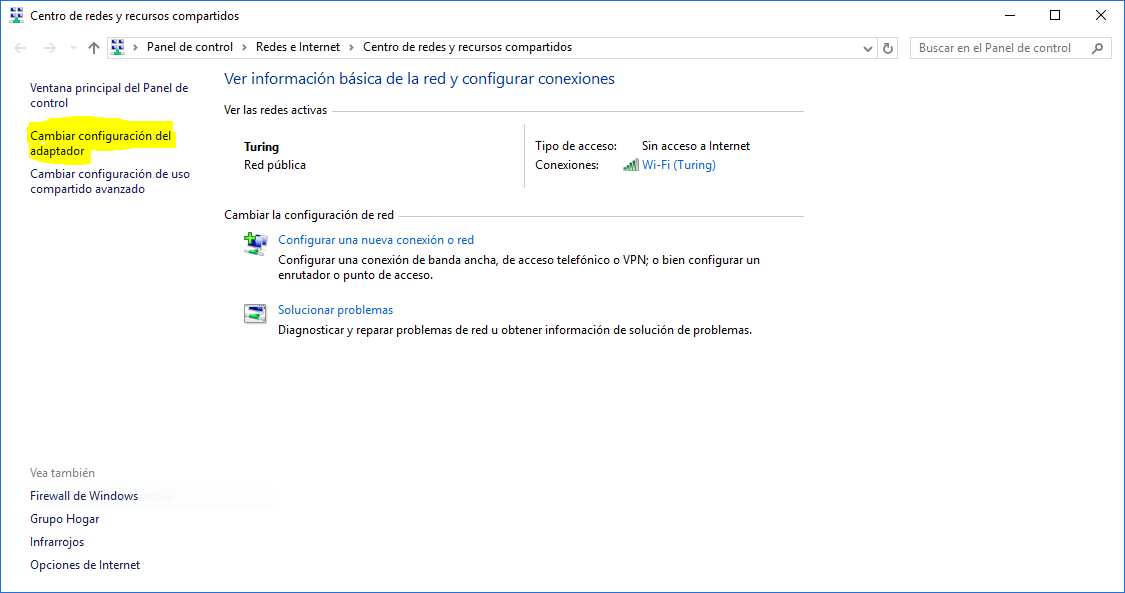 Centro de redes y recursos compartidos
Panel de control > Redes e Internet > Centro de redes y recursos compartidos
Buscar en el Panel de control
Ventana principal del Panel de
control
Cambiar configuración del
adaptador
Cambiar configuración de uso
compartido avanzado
Ver información básica de la red y configurar conexiones
Ver las redes activas
Turing
Red pública
Tipo de acceso: Sin acceso a Internet
Conexiones: Wi-Fi (Turing)
Cambiar la configuración de red
Configurar una nueva conexión o red
Configurar una conexión de banda ancha, de acceso telefónico o VPN; o bien configurar un
enrutador o punto de acceso.
Solucionar problemas
Diagnosticar y reparar problemas de red u obtener información de solución de problemas.
Vea también
Firewall de Windows
Grupo Hogar
Infrarrojos
Opciones de Internet